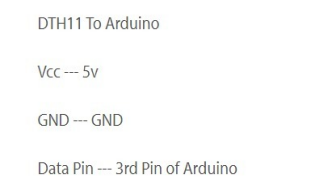 DTH11 To Arduino
Vcc --- 5v
GND --- GND
Data Pin --- 3rd Pin of Arduino